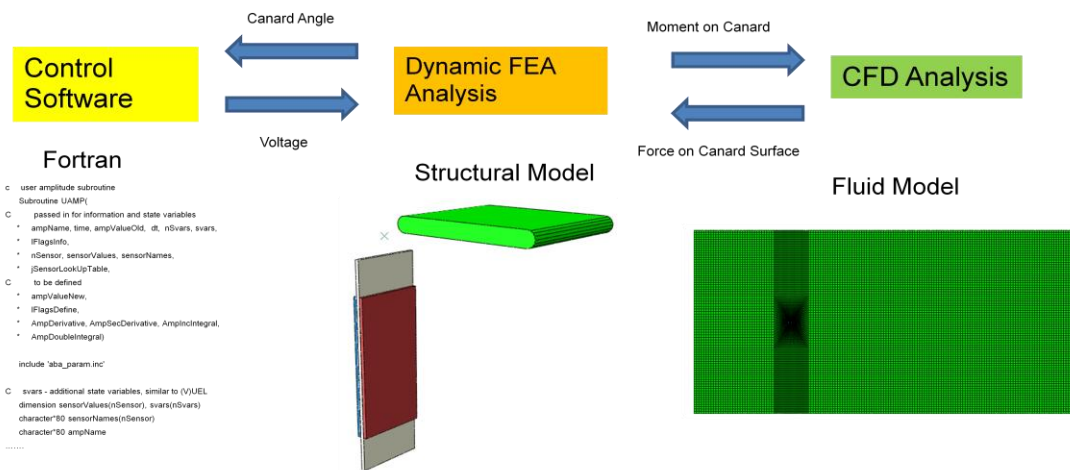 Canard Angle
Moment on Canard
Control
Software
Dynamic FEA
Analysis
CFD Analysis
Voltage
Force on Canard Surface
Fortran
Structural Model
Fluid Model
c user amplitude subroutine
Subroutine UAMP(
C passed in for information and state variables
* ampName, time, ampValueOld, dt, nSvars, svars,
* lFlagsInfo,
* nSensor, sensorValues, sensorNames,
* jSensorLookUpTable,
C to be defined
* ampValueNew,
* lFlagsDefine,
* AmpDerivative, AmpSecDerivative, AmpIncIntegral,
* AmpDoubleIntegral)
include 'aba_param.inc'
C svars - additional state variables, similar to (V)UEL
dimension sensorValues(nSensor), svars(nSvars)
character*80 sensorNames(nSensor)
character*80 ampName
.......